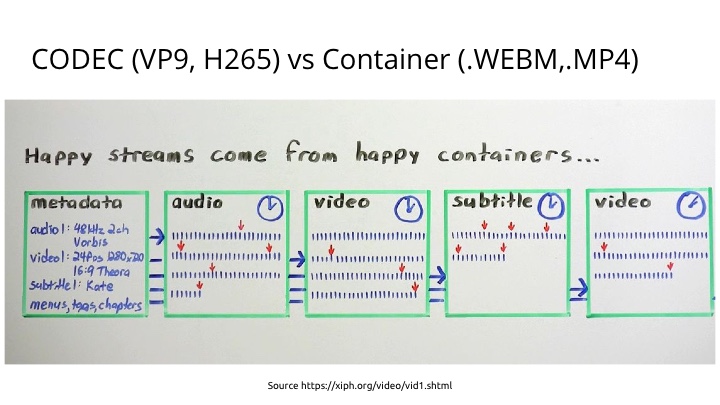 CODEC (VP9, H265) vs Container (.WEBM,.MP4)
Happy streams come from happy containers...
metadata
audio1: 48kHz 2ch
Vorbis
video1: 24fps 1280x720
16:9 Theora
subtitle1: Kate
menus, tags, chapters
audio
video
subtitle
video
Source https://xiph.org/video/vid1.shtml